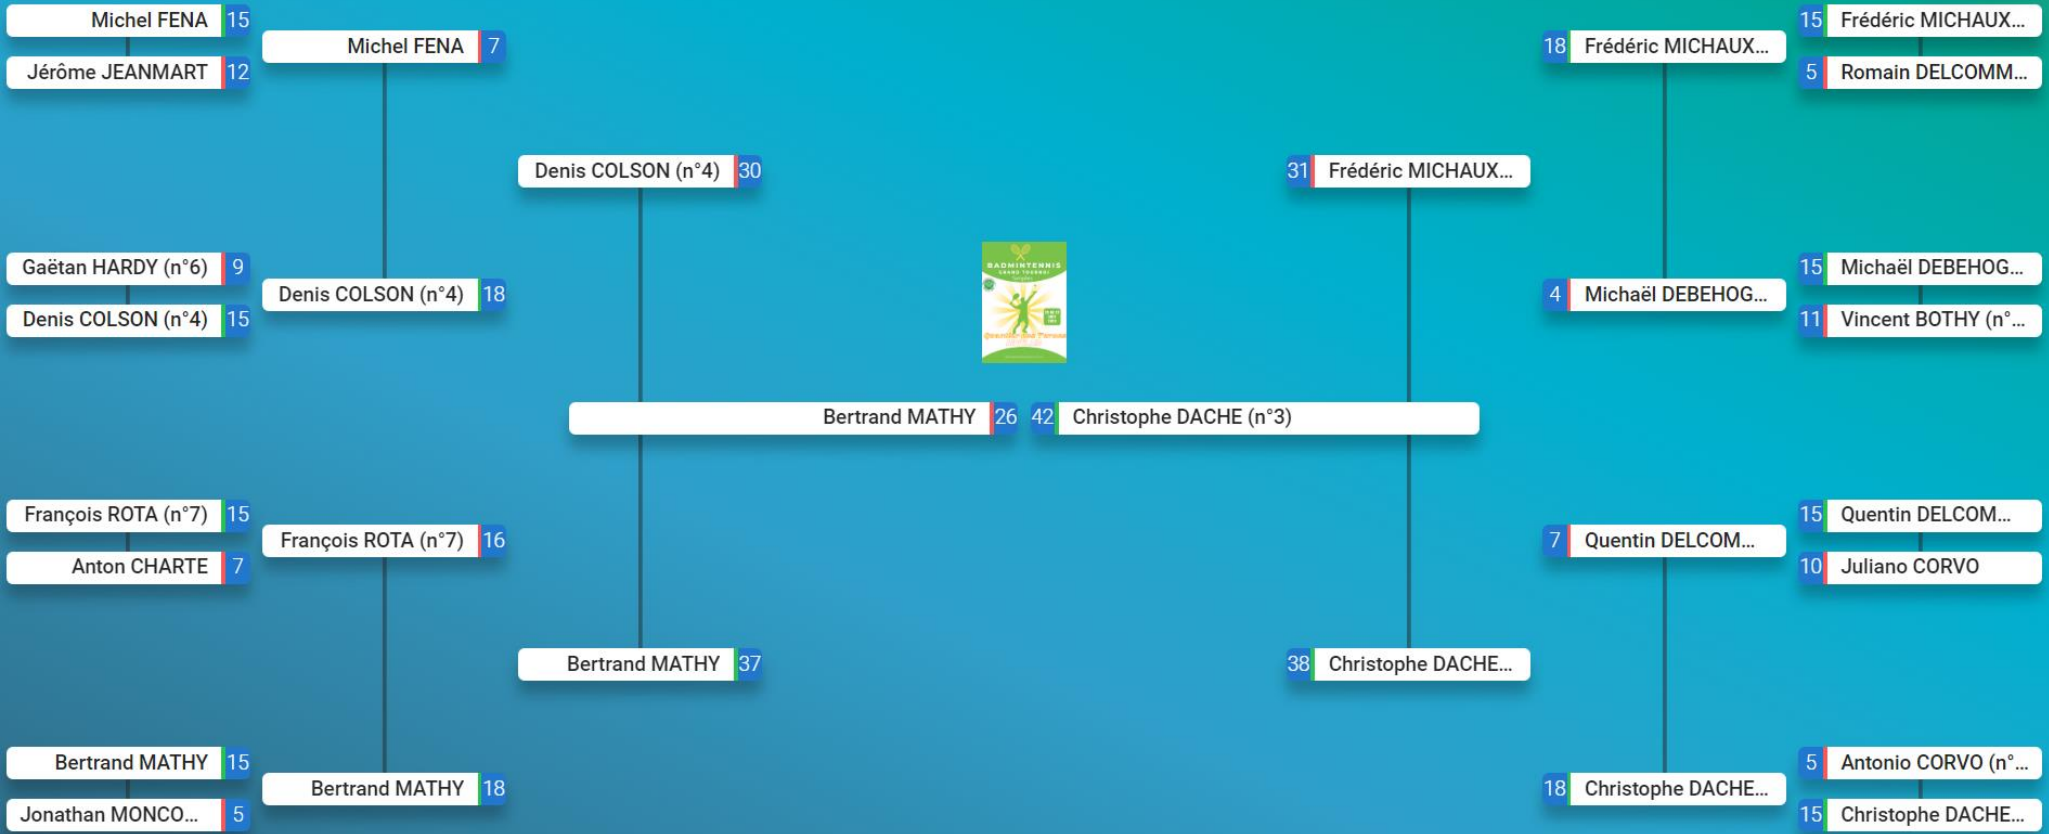 Michel FENA 15
Jérôme JEANMART 12
Gaëtan HARDY (n°6) 9
Denis COLSON (n°4) 15
François ROTA (n°7) 15
Anton CHARTE 7
Bertrand MATHY 15
Jonathan MONCO... 5
Michel FENA 7
Denis COLSON (n°4) 18
François ROTA (n°7) 16
Bertrand MATHY 18
Denis COLSON (n°4) 30
Bertrand MATHY 37
BADMINTENNIS
GRAND TOURNOI
Bertrand MATHY 26
42 Christophe DACHE (n°3)
31 Frédéric MICHAUX...
38 Christophe DACHE...
18 Frédéric MICHAUX...
4 Michaël DEBEHOG...
7 Quentin DELCOM...
18 Christophe DACHE...
15 Frédéric MICHAUX...
5 Romain DELCOMM...
15 Michaël DEBEHOG...
11 Vincent BOTHY (n°...
15 Quentin DELCOM...
10 Juliano CORVO
5 Antonio CORVO (n°...
15 Christophe DACHE...